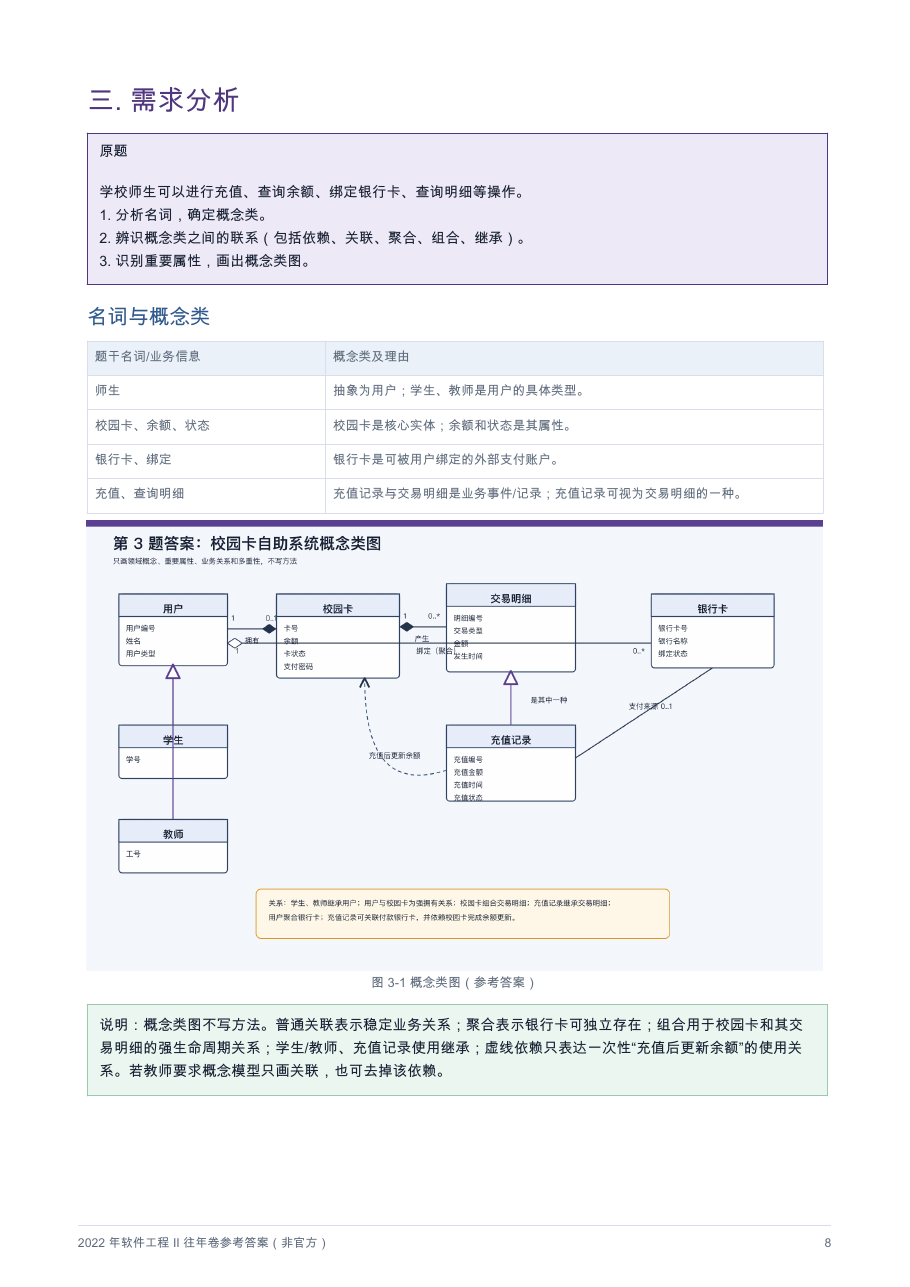 三. 需求分析
原题
学校师生可以进行充值、查询余额、绑定银行卡、查询明细等操作。
1. 分析名词，确定概念类。
2. 辨识概念类之间的联系（包括依赖、关联、聚合、组合、继承）。
3. 识别重要属性，画出概念类图。
名词与概念类
题干名词/业务信息 概念类及理由
师生 抽象为用户；学生、教师是用户的具体类型。
校园卡、余额、状态 校园卡是核心实体；余额和状态是其属性。
银行卡、绑定 银行卡是可被用户绑定的外部支付账户。
充值、查询明细 充值记录与交易明细是业务事件/记录；充值记录可视为交易明细的一种。
第 3 题答案：校园卡自助系统概念类图
只画领域概念、重要属性、业务关系和多重性，不写方法
用户
用户编号
姓名
用户类型
1
0..1
拥有
1
校园卡
卡号
余额
卡状态
支付密码
1
0..*
产生
绑定（聚合）
交易明细
明细编号
交易类型
金额
发生时间
0..*
银行卡
银行卡号
银行名称
绑定状态
是其中一种
支付来源 0..1
学生
学号
充值后更新余额
充值记录
充值编号
充值金额
充值时间
充值状态
教师
工号
关系：学生、教师继承用户；用户与校园卡为强拥有关系；校园卡组合交易明细；充值记录继承交易明细；
用户聚合银行卡；充值记录可关联付款银行卡，并依赖校园卡完成余额更新。
图 3-1 概念类图（参考答案）
说明：概念类图不写方法。普通关联表示稳定业务关系；聚合表示银行卡可独立存在；组合用于校园卡和其交
易明细的强生命周期关系；学生/教师、充值记录使用继承；虚线依赖只表达一次性“充值后更新余额”的使用关
系。若教师要求概念模型只画关联，也可去掉该依赖。
2022 年软件工程 II 往年卷参考答案（非官方） 8